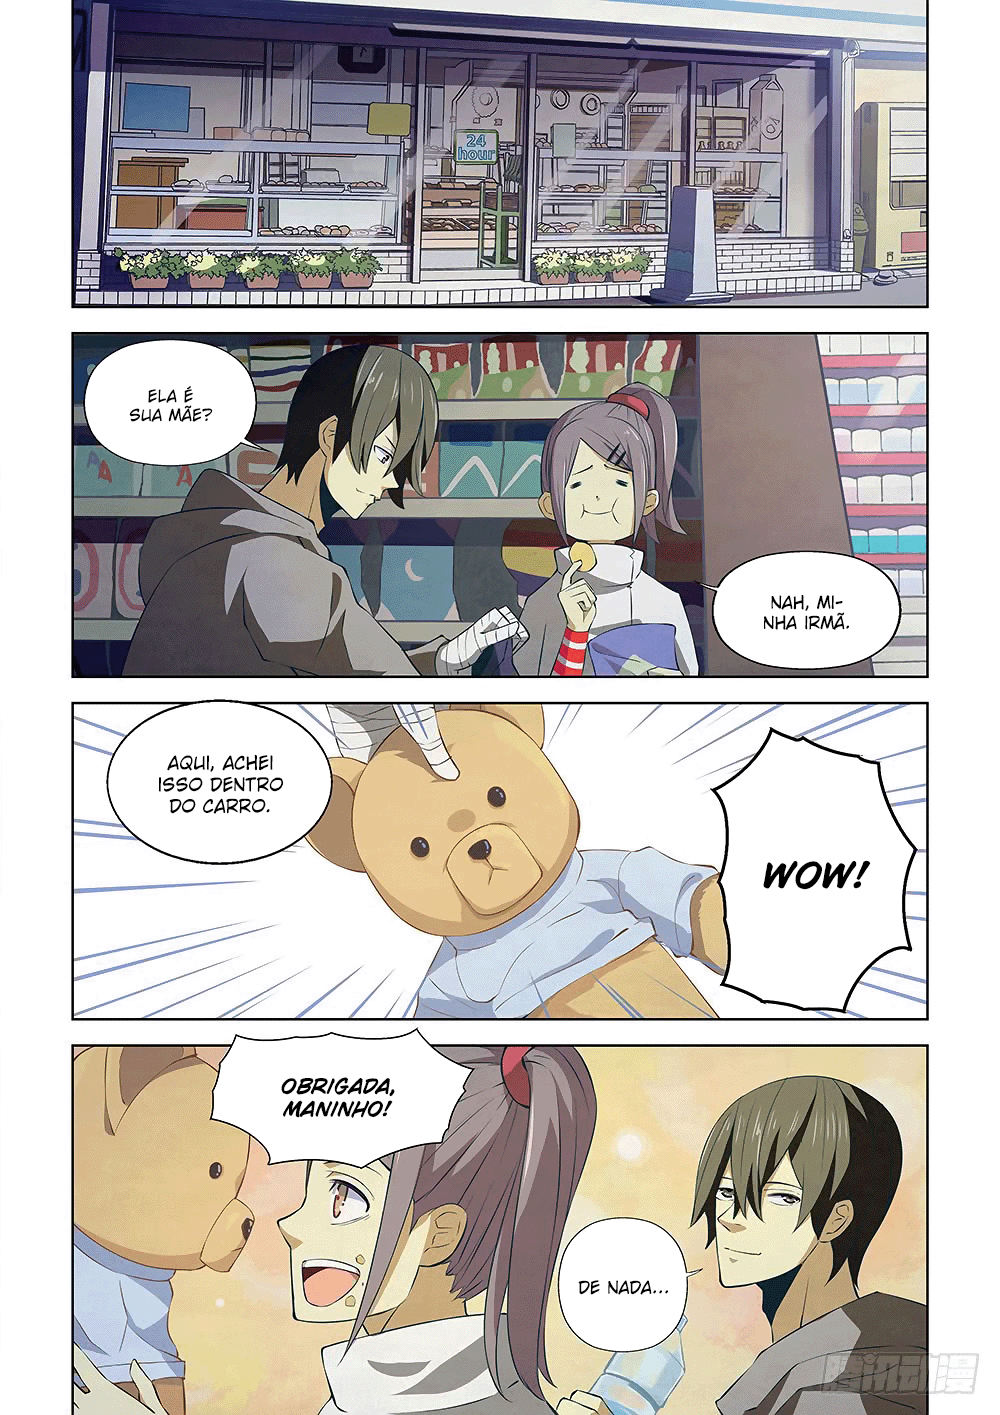 24
hour
ELA É
SUA MÃE?
NAH, MI-
NHA IRMÃ.
AQUI, ACHEI
ISSO DENTRO
DO CARRO.
WOW!
OBRIGADA,
MANINHO!
DE NADA...